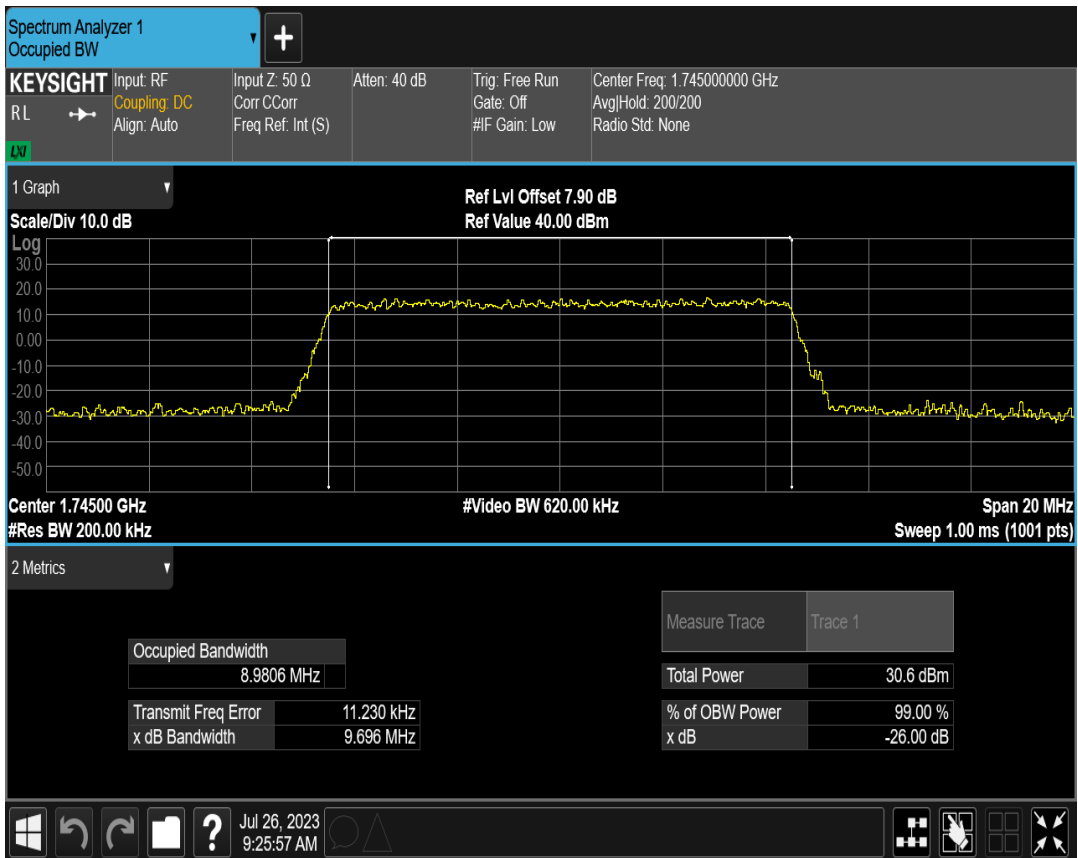 Spectrum Analyzer 1
Occupied BW
KEYSIGHT
RL
LXI
Input: RF
Coupling: DC
Align: Auto
Input Z: 50 Ω
Corr CCorr
Freq Ref: Int (S)
Atten: 40 dB
Trig: Free Run
Gate: Off
#IF Gain: Low
Center Freq: 1.745000000 GHz
Avg|Hold: 200/200
Radio Std: None
1 Graph
Scale/Div 10.0 dB
Ref Lvl Offset 7.90 dB
Ref Value 40.00 dBm
Log
30.0
20.0
10.0
0.00
-10.0
-20.0
-30.0
-40.0
-50.0
Center 1.74500 GHz
#Video BW 620.00 kHz
Span 20 MHz
#Res BW 200.00 kHz
Sweep 1.00 ms (1001 pts)
2 Metrics
Measure Trace Trace 1
Occupied Bandwidth
8.9806 MHz
Total Power 30.6 dBm
Transmit Freq Error 11.230 kHz
% of OBW Power 99.00 %
x dB Bandwidth 9.696 MHz
x dB -26.00 dB
?
Jul 26, 2023
9:25:57 AM